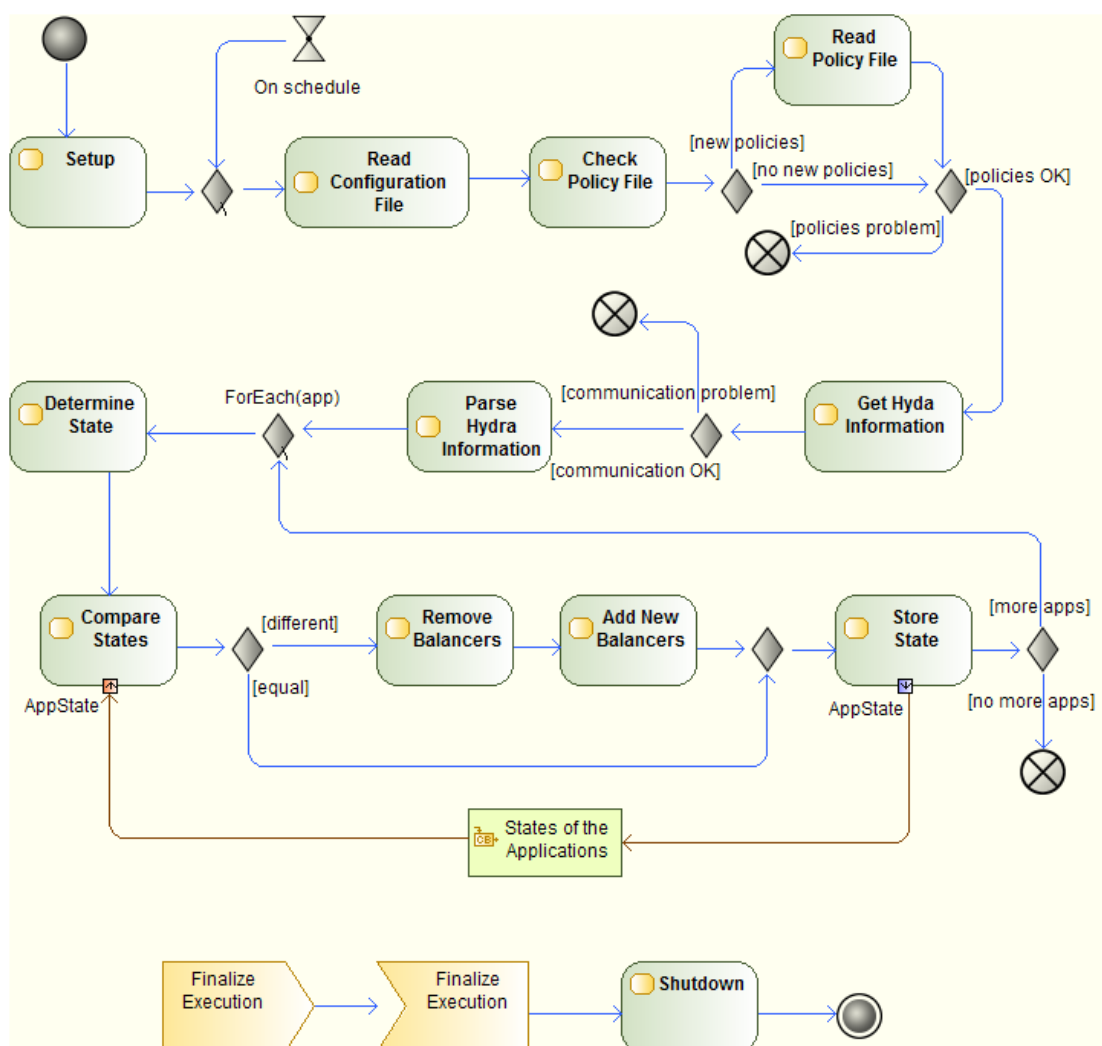 On schedule
Read
Policy File
Setup
Read
Configuration
File
Check
Policy File
[new policies]
[no new policies]
[policies OK]
[policies problem]
Determine
State
ForEach(app)
[communication problem]
Parse
Hydra
Information
[communication OK]
Get Hyda
Information
Compare
States
[different]
[equal]
Remove
Balancers
Add New
Balancers
Store
State
[more apps]
[no more apps]
AppState
AppState
CB
States of the
Applications
Finalize
Execution
Finalize
Execution
Shutdown